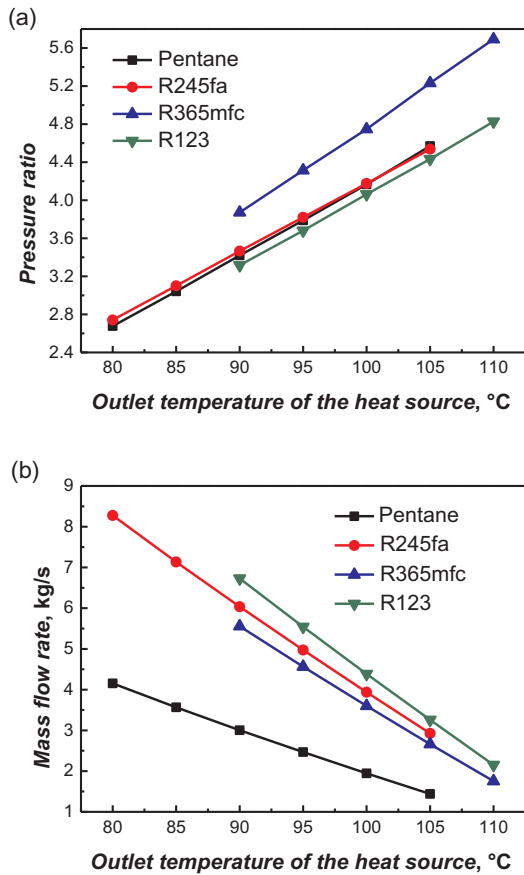 (a)
Pentane
R245fa
R365mfc
R123
Pressure ratio
5.6
5.2
4.8
4.4
4.0
3.6
3.2
2.8
2.4
80 85 90 95 100 105 110
Outlet temperature of the heat source, °C
(b)
Pentane
R245fa
R365mfc
R123
Mass flow rate, kg/s
9
8
7
6
5
4
3
2
1
80 85 90 95 100 105 110
Outlet temperature of the heat source, °C